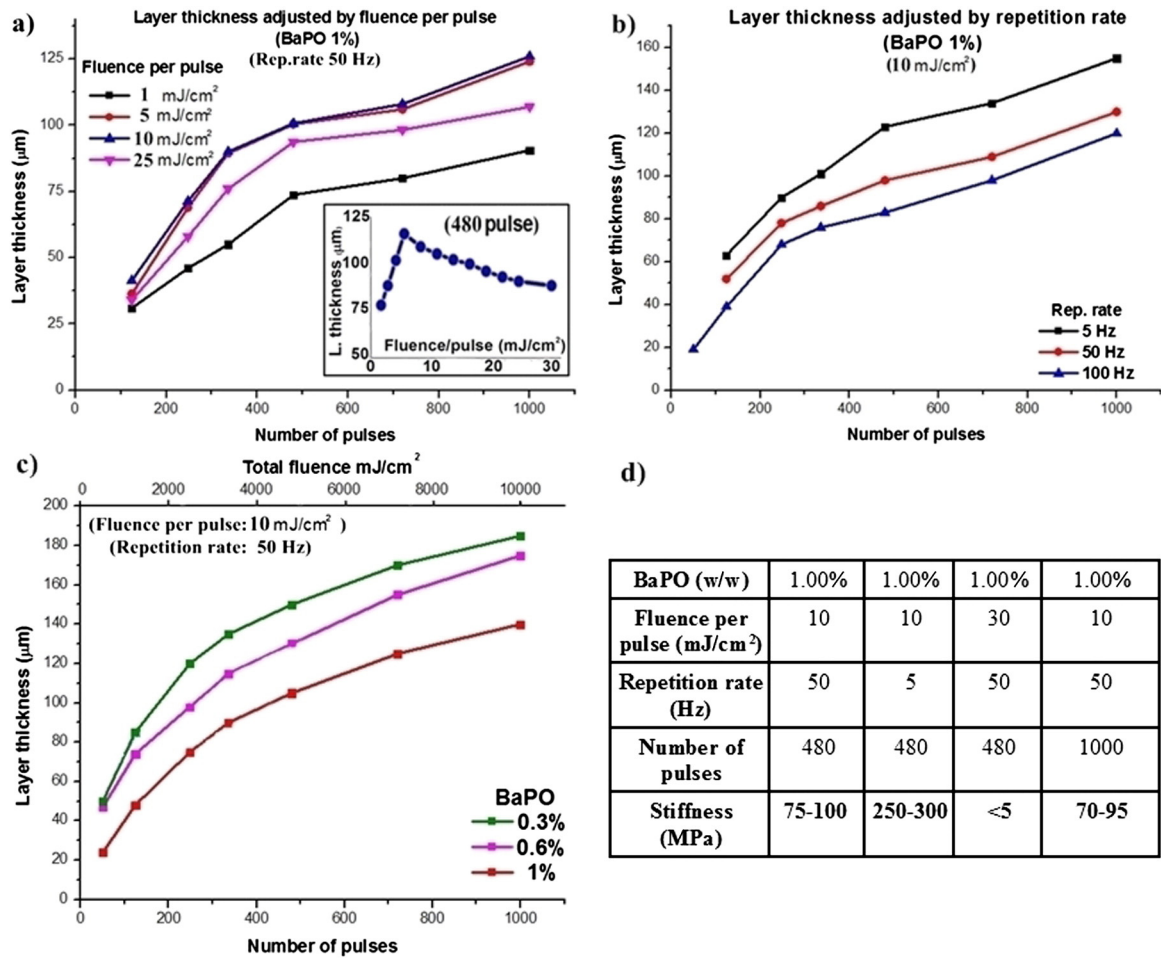 a)
Layer thickness adjusted by fluence per pulse
(BaPO 1%)
(Rep.rate 50 Hz)
Fluence per pulse
1 mJ/cm²
5 mJ/cm²
10 mJ/cm²
25 mJ/cm²
Layer thickness (µm)
125
100
75
50
25
0
0 200 400 600 800 1000
Number of pulses
(480 pulse)
L. thickness (µm)
125
100
75
50
0 10 20 30
Fluence/pulse (mJ/cm²)
b)
Layer thickness adjusted by repetition rate
(BaPO 1%)
(10 mJ/cm²)
Layer thickness (µm)
160
140
120
100
80
60
40
20
0
0 200 400 600 800 1000
Number of pulses
Rep. rate
5 Hz
50 Hz
100 Hz
c)
Total fluence mJ/cm²
0 2000 4000 6000 8000 10000
(Fluence per pulse: 10 mJ/cm² )
(Repetition rate: 50 Hz)
Layer thickness (µm)
200
180
160
140
120
100
80
60
40
20
0
0 200 400 600 800 1000
Number of pulses
BaPO
0.3%
0.6%
1%
d)
BaPO (w/w) 1.00% 1.00% 1.00% 1.00%
Fluence per
pulse (mJ/cm²) 10 10 30 10
Repetition rate
(Hz) 50 5 50 50
Number of
pulses 480 480 480 1000
Stiffness
(MPa) 75-100 250-300 <5 70-95